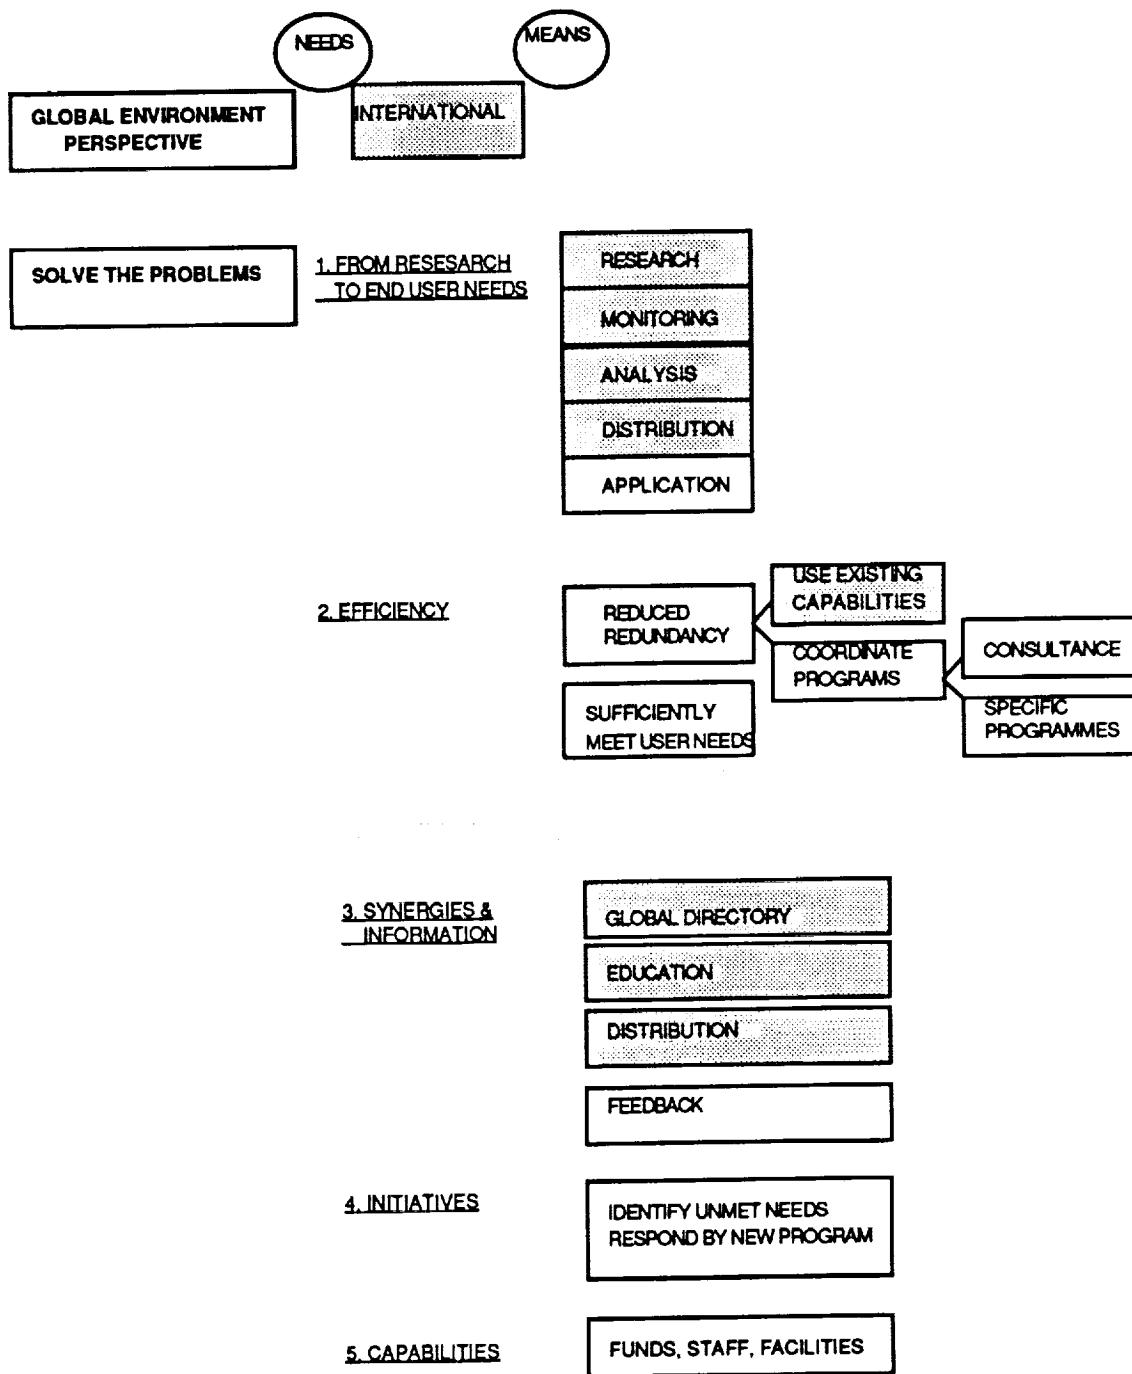 NEEDS
MEANS
GLOBAL ENVIRONMENT
PERSPECTIVE
INTERNATIONAL
SOLVE THE PROBLEMS
1. FROM RESESARCH
TO END USER NEEDS
RESEARCH
MONITORING
ANALYSIS
DISTRIBUTION
APPLICATION
2. EFFICIENCY
REDUCED
REDUNDANCY
USE EXISTING
CAPABILITIES
COORDINATE
PROGRAMS
CONSULTANCE
SPECIFIC
PROGRAMMES
SUFFICIENTLY
MEET USER NEEDS
3. SYNERGIES &
INFORMATION
GLOBAL DIRECTORY
EDUCATION
DISTRIBUTION
FEEDBACK
4. INITIATIVES
IDENTIFY UNMET NEEDS
RESPOND BY NEW PROGRAM
5. CAPABILITIES
FUNDS, STAFF, FACILITIES